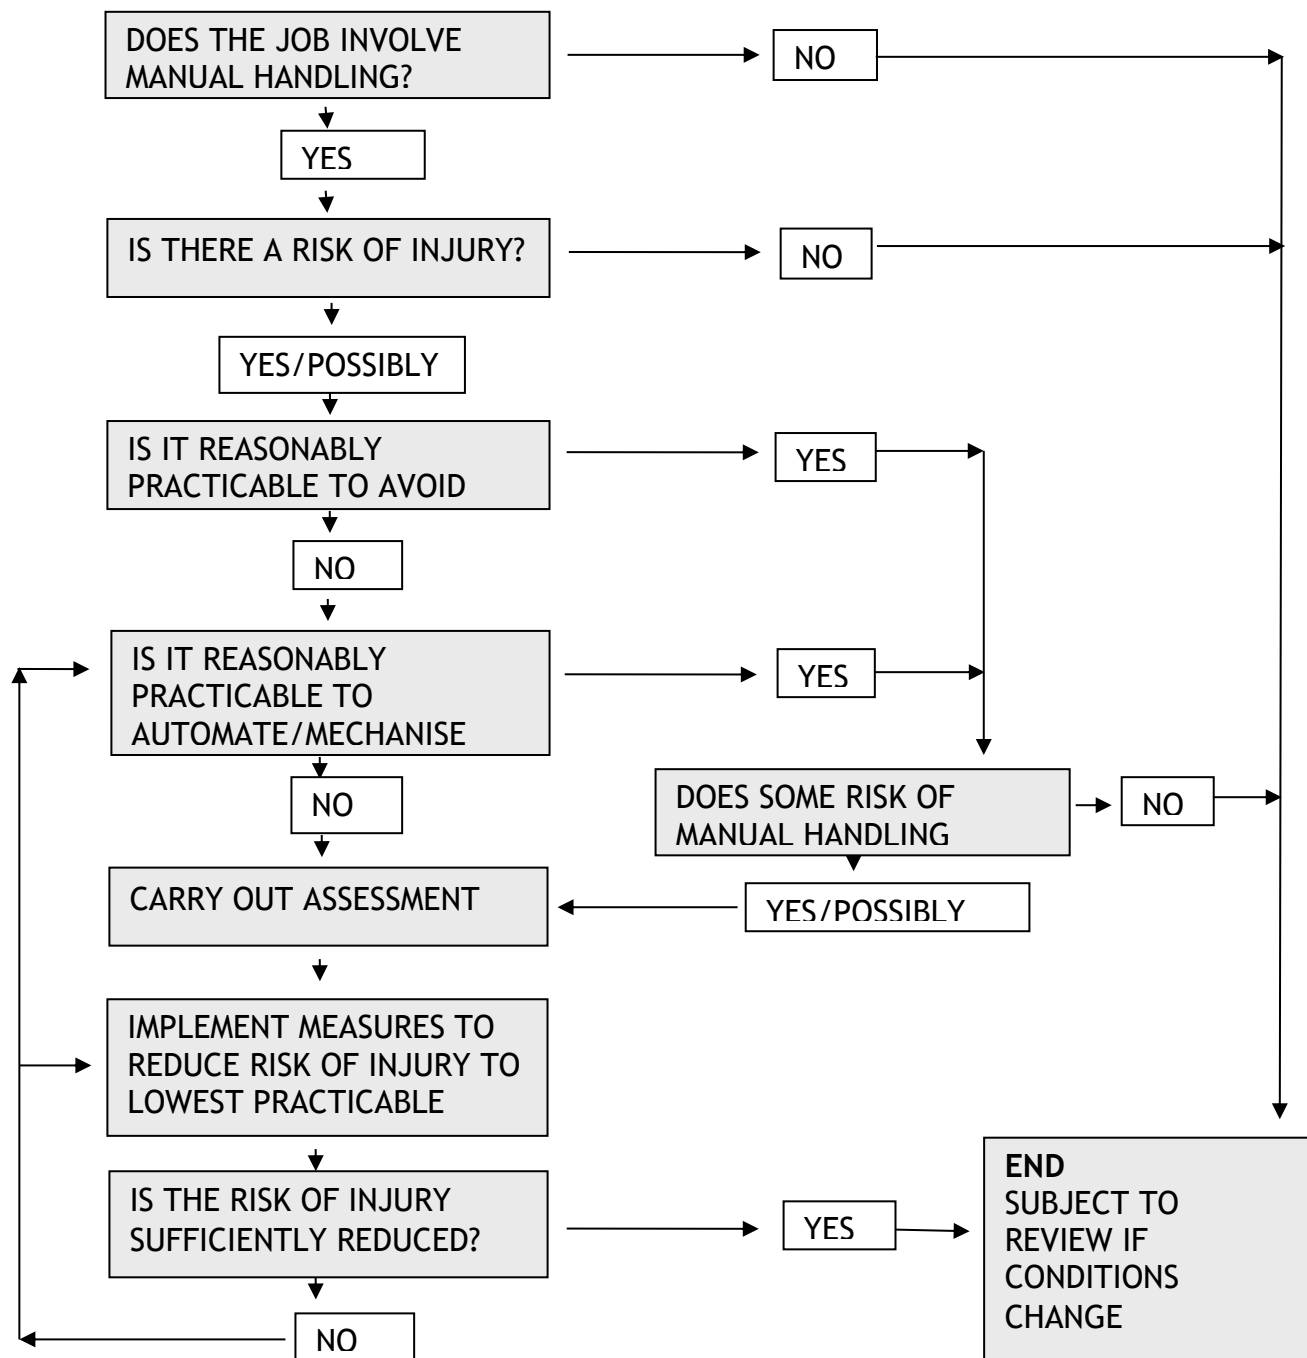 DOES THE JOB INVOLVE
MANUAL HANDLING?
NO
YES
IS THERE A RISK OF INJURY?
NO
YES/POSSIBLY
IS IT REASONABLY
PRACTICABLE TO AVOID
YES
NO
IS IT REASONABLY
PRACTICABLE TO
AUTOMATE/MECHANISE
YES
NO
DOES SOME RISK OF
MANUAL HANDLING
NO
CARRY OUT ASSESSMENT
YES/POSSIBLY
IMPLEMENT MEASURES TO
REDUCE RISK OF INJURY TO
LOWEST PRACTICABLE
IS THE RISK OF INJURY
SUFFICIENTLY REDUCED?
YES
END
SUBJECT TO
REVIEW IF
CONDITIONS
CHANGE
NO